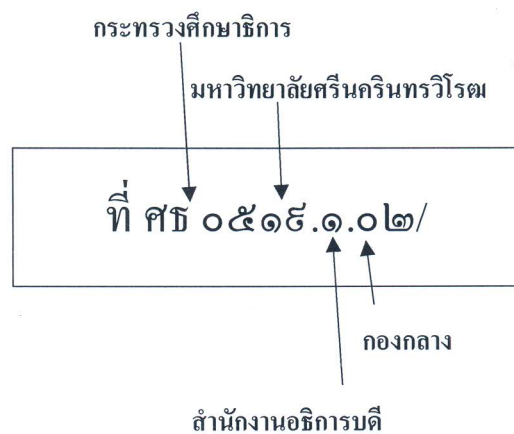 กระทรวงศึกษาธิการ
มหาวิทยาลัยศรีนครินทรวิโรฒ
ที่ ศธ ๐๕๑๙.๑.๐๒/
กองกลาง
สำนักงานอธิการบดี